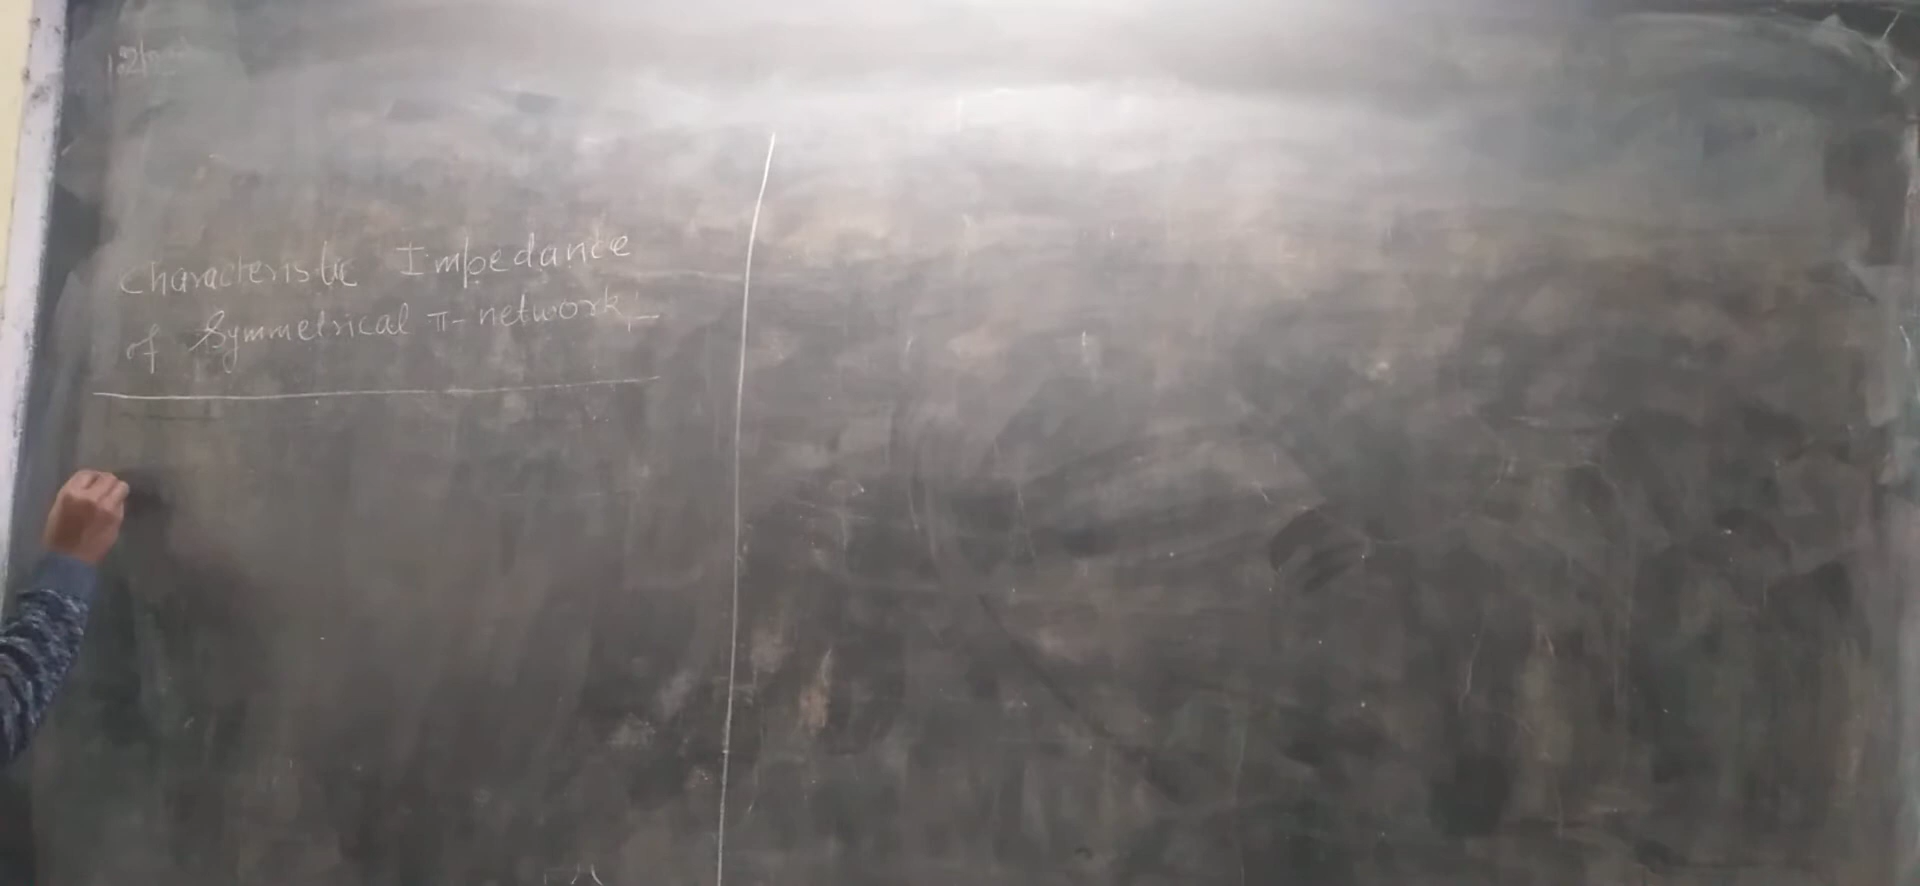 Characteristic Impedance
of Symmetrical π-network:-